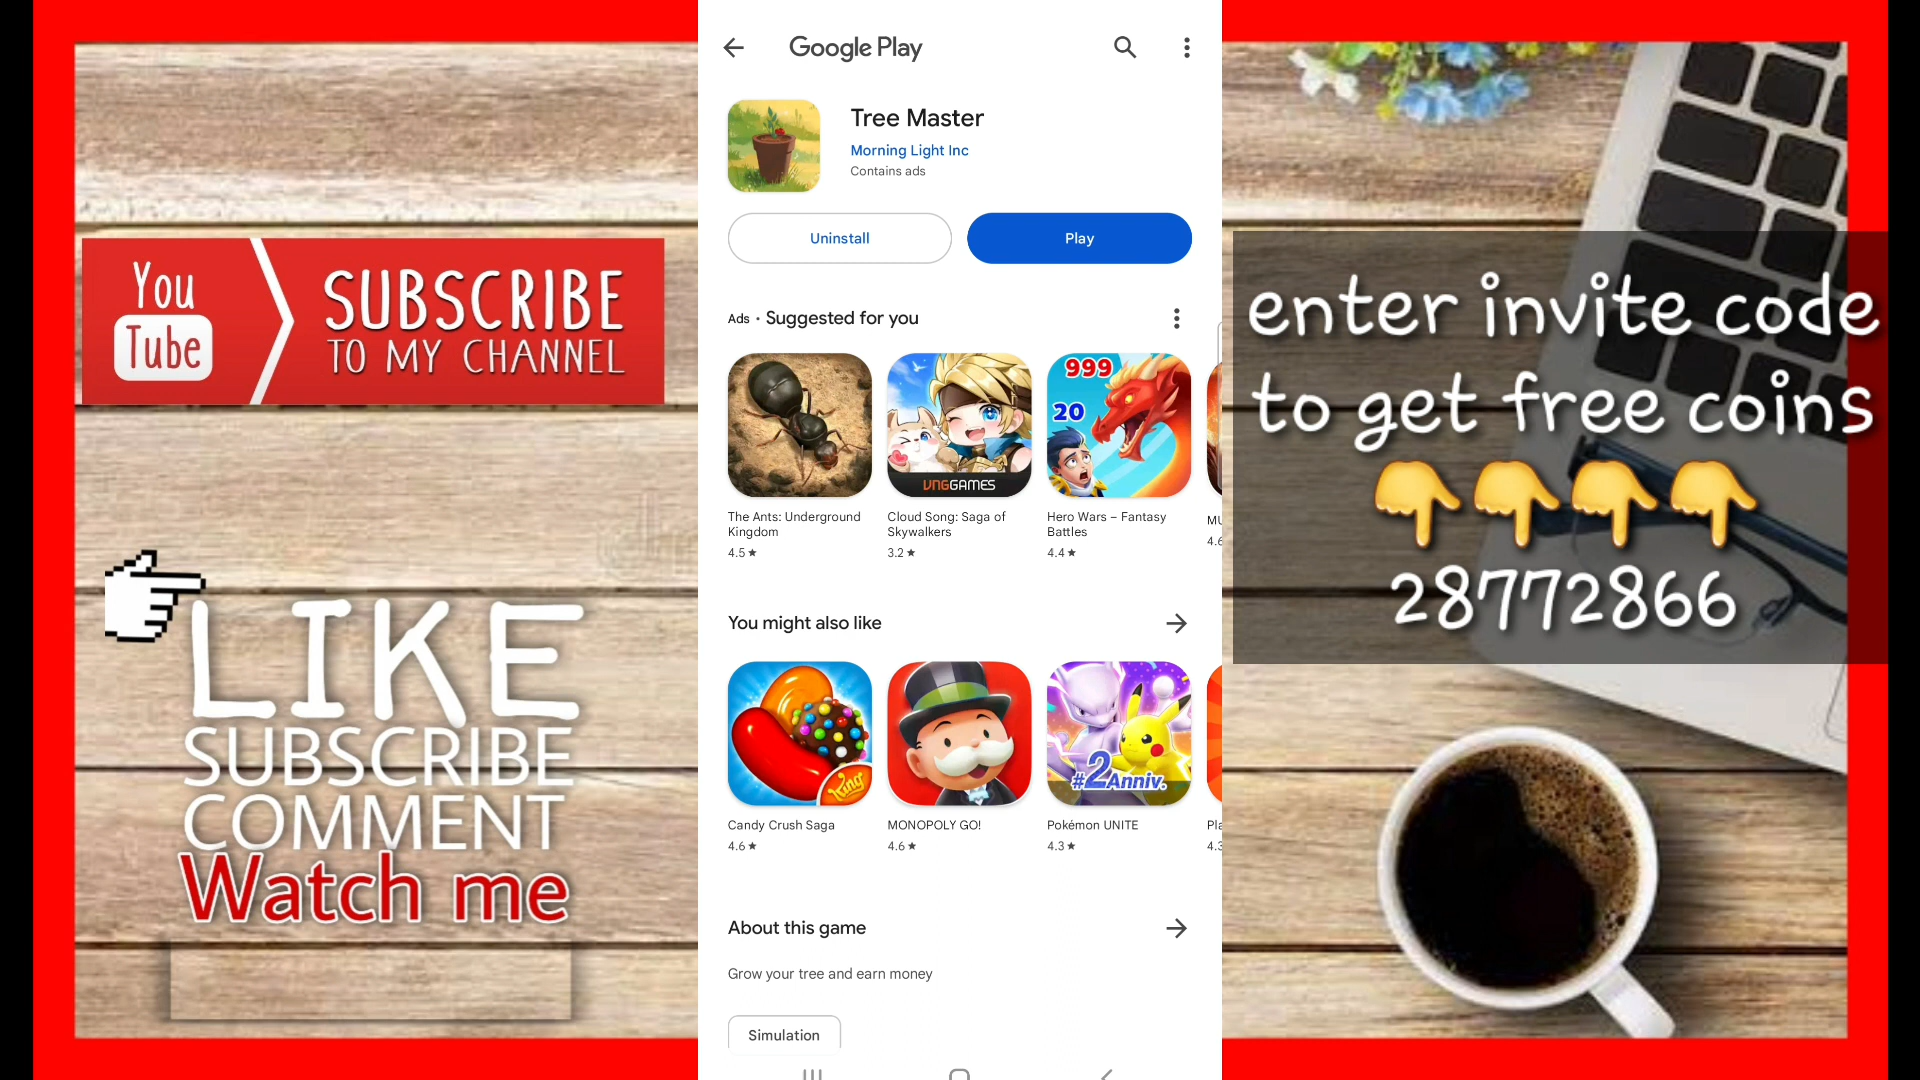 You
Tube
SUBSCRIBE
TO MY CHANNEL
LIKE
SUBSCRIBE
COMMENT
Watch me
Google Play
Tree Master
Morning Light Inc
Contains ads
Uninstall
Play
Ads • Suggested for you
999
20
VNGGAMES
The Ants: Underground
Kingdom
4.5 ★
Cloud Song: Saga of
Skywalkers
3.2 ★
Hero Wars – Fantasy
Battles
4.4 ★
You might also like
King
#2 Anniv.
Candy Crush Saga
4.6 ★
MONOPOLY GO!
4.6 ★
Pokémon UNITE
4.3 ★
About this game
Grow your tree and earn money
Simulation
enter invite code
to get free coins
👇👇👇👇
28772866